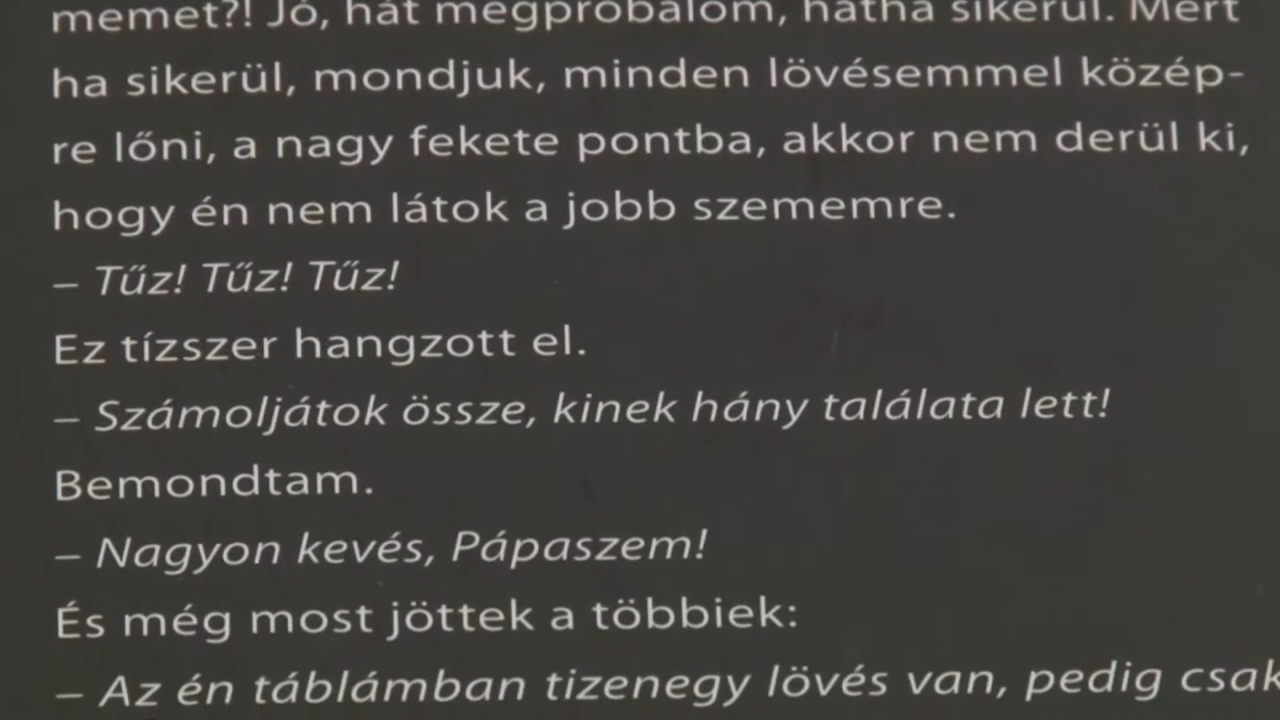 memet?! Jó, hát megpróbálom, hátha sikerül. Mert
ha sikerül, mondjuk, minden lövésemmel közép-
re lőni, a nagy fekete pontba, akkor nem derül ki,
hogy én nem látok a jobb szememre.
– Tűz! Tűz! Tűz!
Ez tízszer hangzott el.
– Számoljátok össze, kinek hány találata lett!
Bemondtam.
– Nagyon kevés, Pápaszem!
És még most jöttek a többiek:
– Az én táblámban tizenegy lövés van, pedig csak